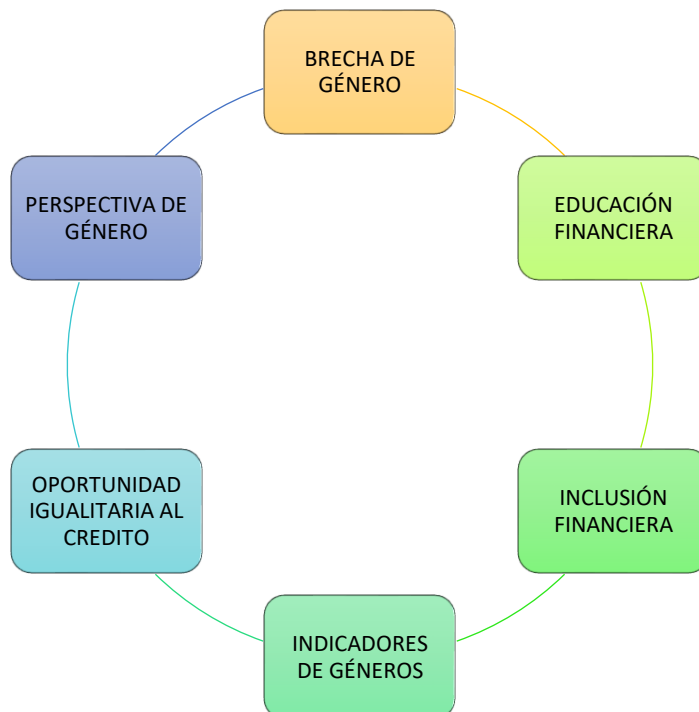 BRECHA DE
GÉNERO
EDUCACIÓN
FINANCIERA
INCLUSIÓN
FINANCIERA
INDICADORES
DE GÉNEROS
OPORTUNIDAD
IGUALITARIA AL
CREDITO
PERSPECTIVA DE
GÉNERO